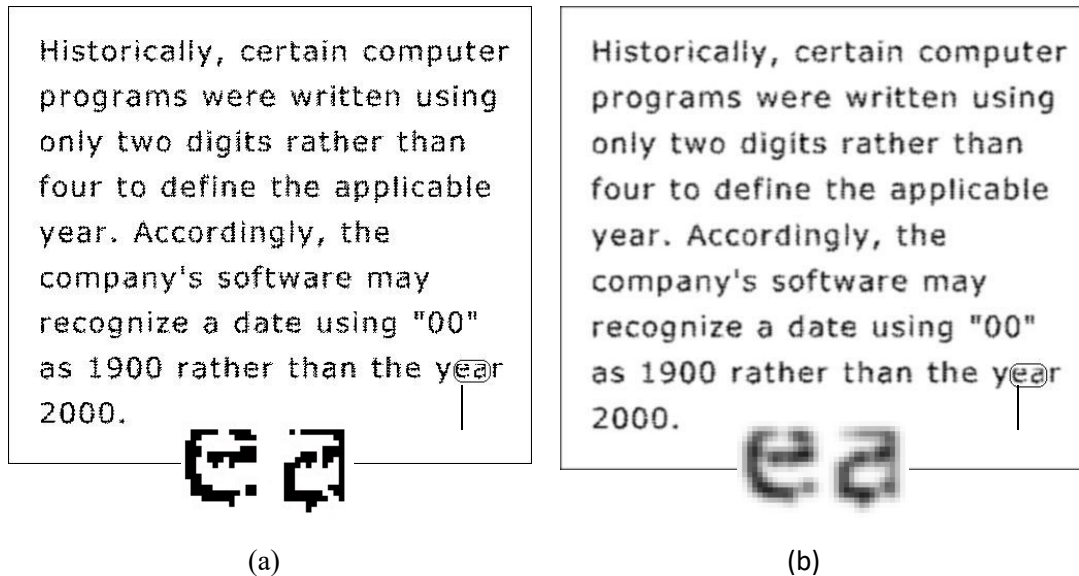 Historically, certain computer
programs were written using
only two digits rather than
four to define the applicable
year. Accordingly, the
company's software may
recognize a date using "00"
as 1900 rather than the year
2000.
e a
(a)
Historically, certain computer
programs were written using
only two digits rather than
four to define the applicable
year. Accordingly, the
company's software may
recognize a date using "00"
as 1900 rather than the year
2000.
e a
(b)